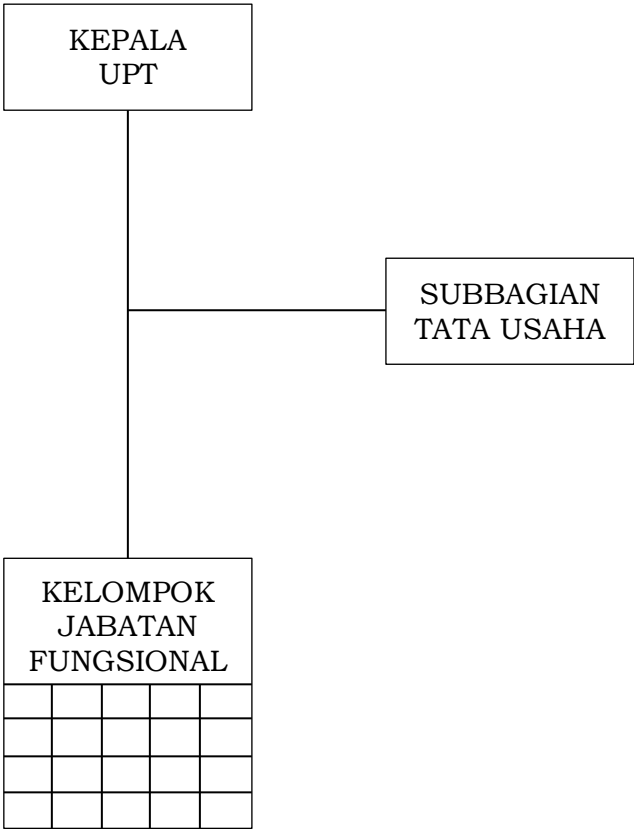 KEPALA
UPT
SUBBAGIAN
TATA USAHA
KELOMPOK
JABATAN
FUNGSIONAL